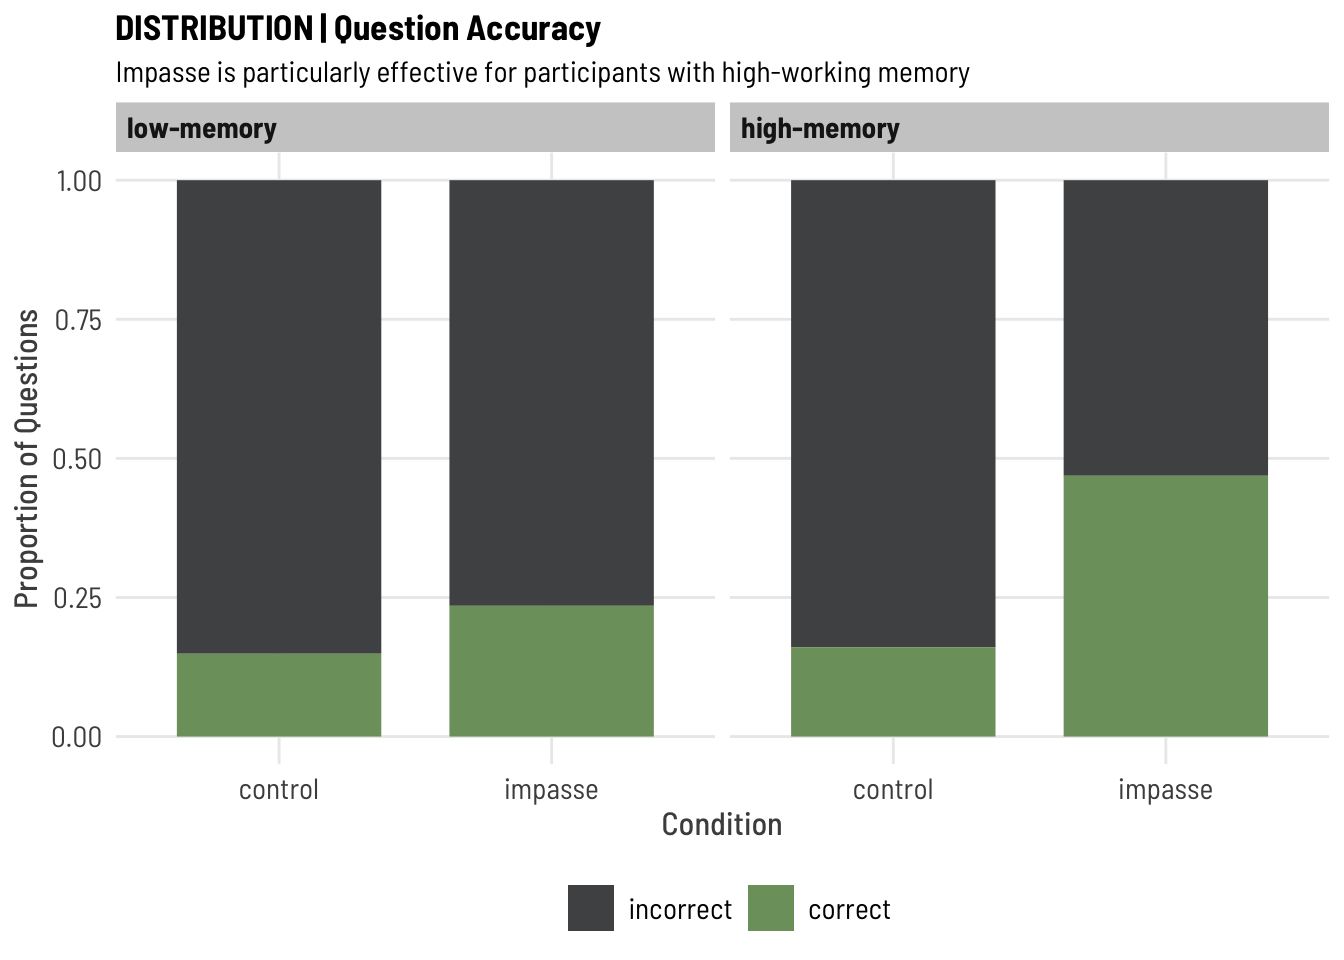 DISTRIBUTION | Question Accuracy
Impasse is particularly effective for participants with high-working memory
low-memory
high-memory
Proportion of Questions
1.00
0.75
0.50
0.25
0.00
control
impasse
control
impasse
Condition
incorrect
correct